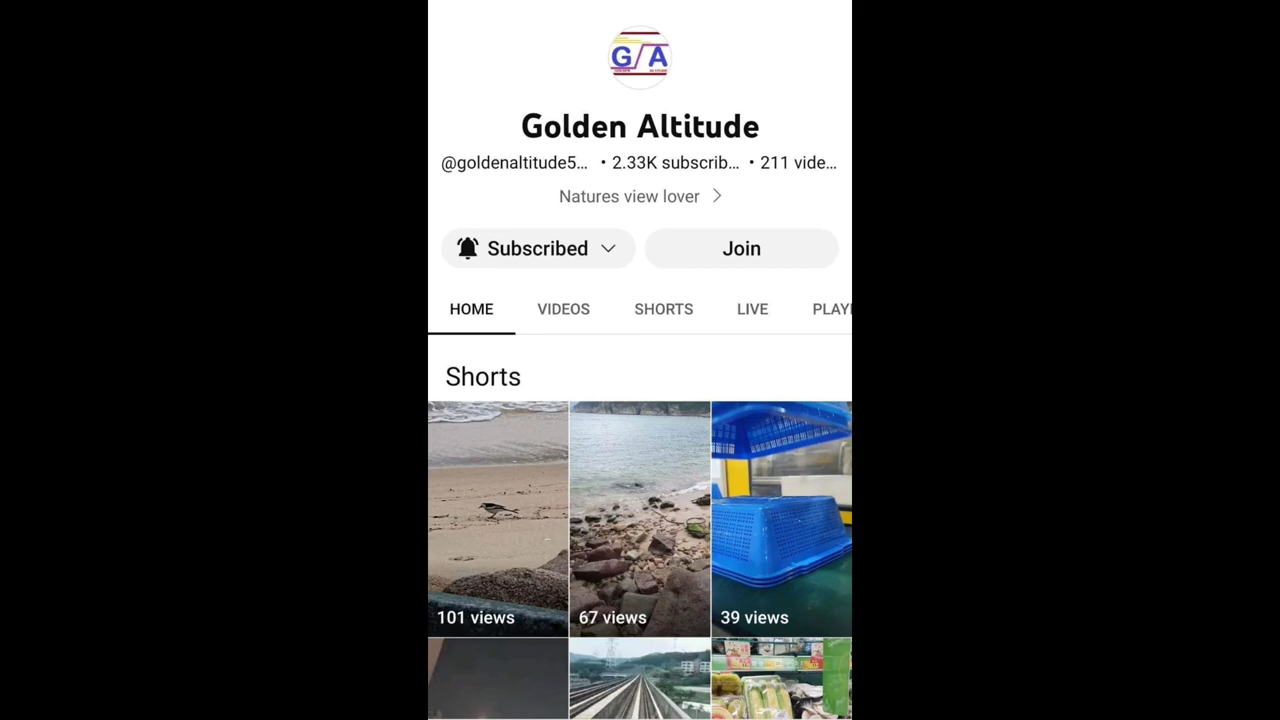 G/A
Golden Altitude
@goldenaltitude5... • 2.33K subscrib... • 211 vide...
Natures view lover
Subscribed
Join
HOME VIDEOS SHORTS LIVE PLAYI
Shorts
101 views
67 views
39 views